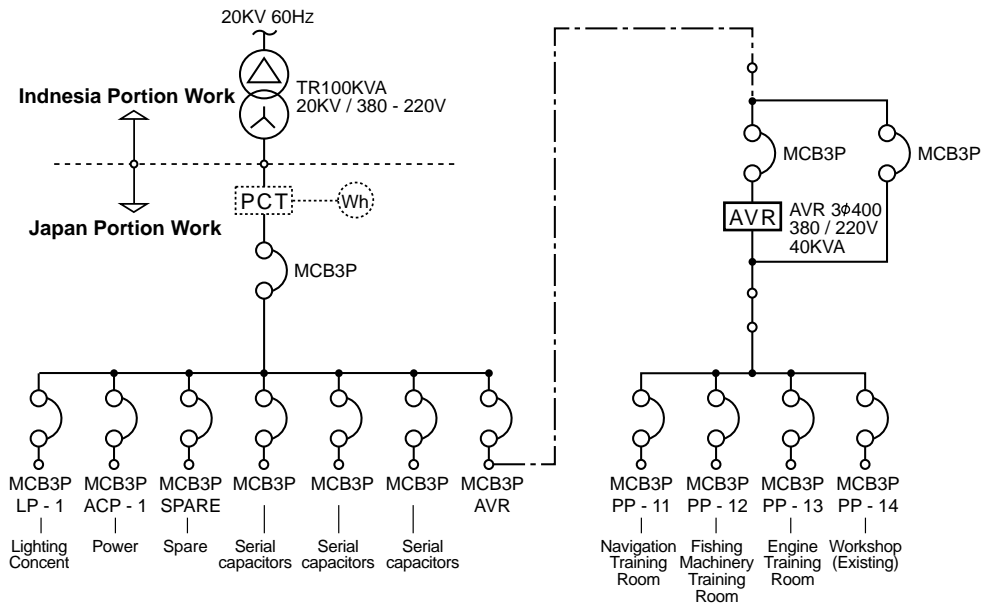 20KV 60Hz
TR100KVA
20KV / 380 - 220V
Indnesia Portion Work
Japan Portion Work
PCT
Wh
MCB3P
MCB3P
MCB3P
AVR
AVR 3φ400
380 / 220V
40KVA
MCB3P MCB3P MCB3P MCB3P MCB3P MCB3P MCB3P
LP - 1 ACP - 1 SPARE AVR
Lighting
Concent
Power
Spare
Serial
capacitors
Serial
capacitors
Serial
capacitors
MCB3P MCB3P MCB3P MCB3P
PP - 11 PP - 12 PP - 13 PP - 14
Navigation
Training
Room
Fishing
Machinery
Training
Room
Engine
Training
Room
Workshop
(Existing)